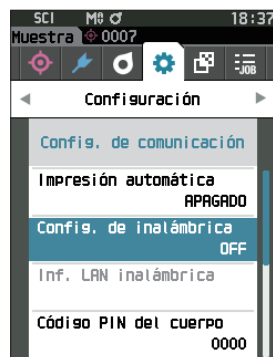 SCI M0 18:37
Muestra 0007
JOB
Configuración
Config. de comunicación
Impresión automática
APAGADO
Config. de inalámbrica
OFF
Inf. LAN inalámbrica
Código PIN del cuerpo
0000